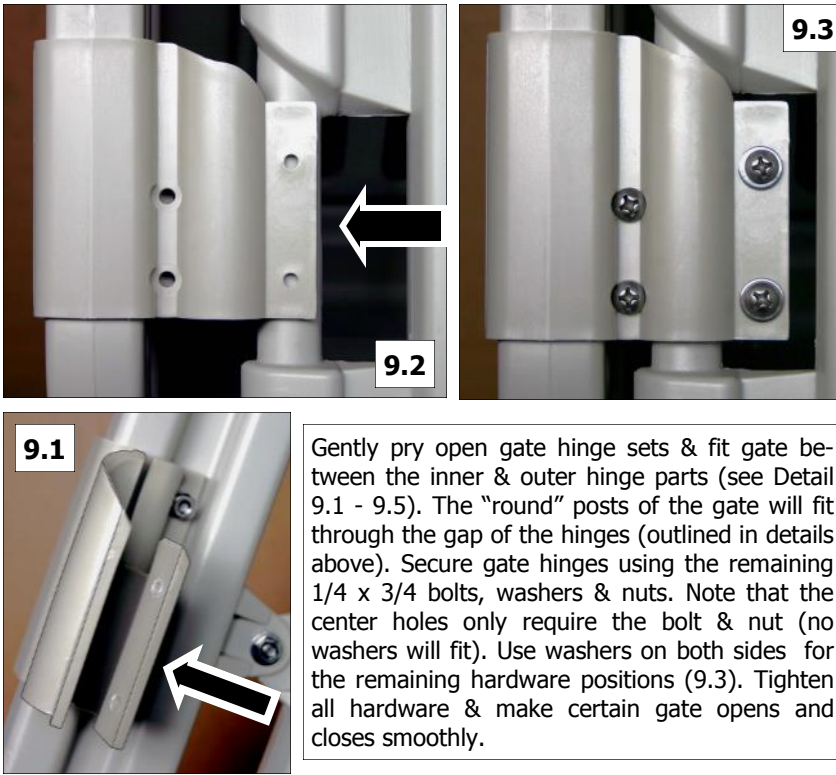 9.3
9.2
9.1
Gently pry open gate hinge sets & fit gate be-
tween the inner & outer hinge parts (see Detail
9.1 - 9.5). The “round” posts of the gate will fit
through the gap of the hinges (outlined in details
above). Secure gate hinges using the remaining
1/4 x 3/4 bolts, washers & nuts. Note that the
center holes only require the bolt & nut (no
washers will fit). Use washers on both sides for
the remaining hardware positions (9.3). Tighten
all hardware & make certain gate opens and
closes smoothly.